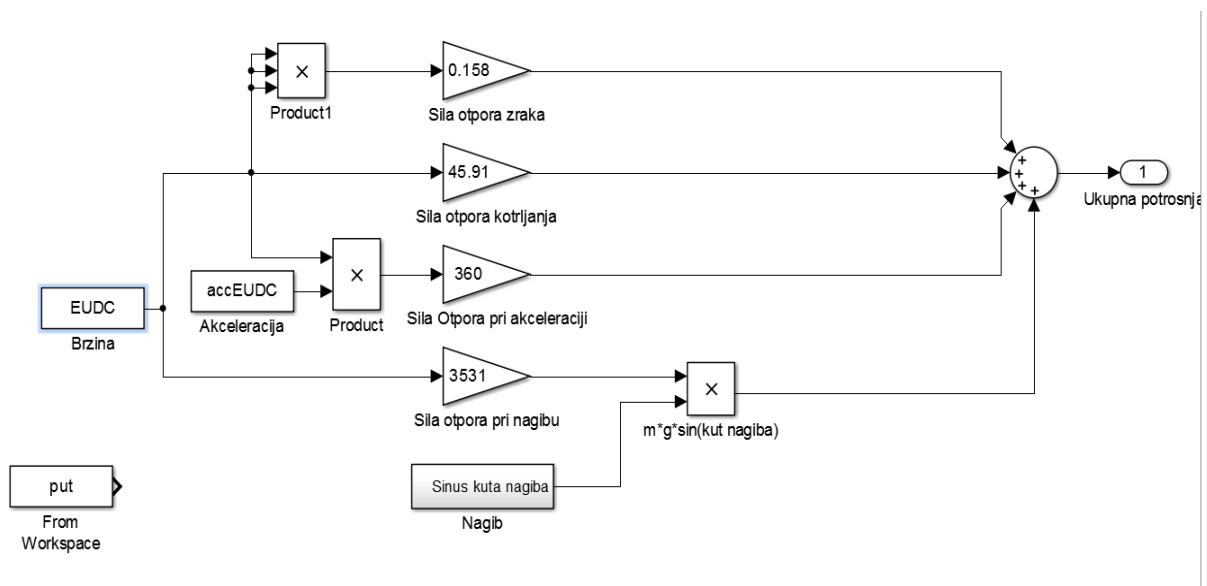 ×
Product1
0.158
Sila otpora zraka
45.91
Sila otpora kotrljanja
+
+
+
+
1
Ukupna potrosnja
EUDC
Brzina
accEUDC
Akceleracija
×
Product
360
Sila Otpora pri akceleraciji
3531
Sila otpora pri nagibu
×
m*g*sin(kut nagiba)
Sinus kuta nagiba
Nagib
put
From
Workspace